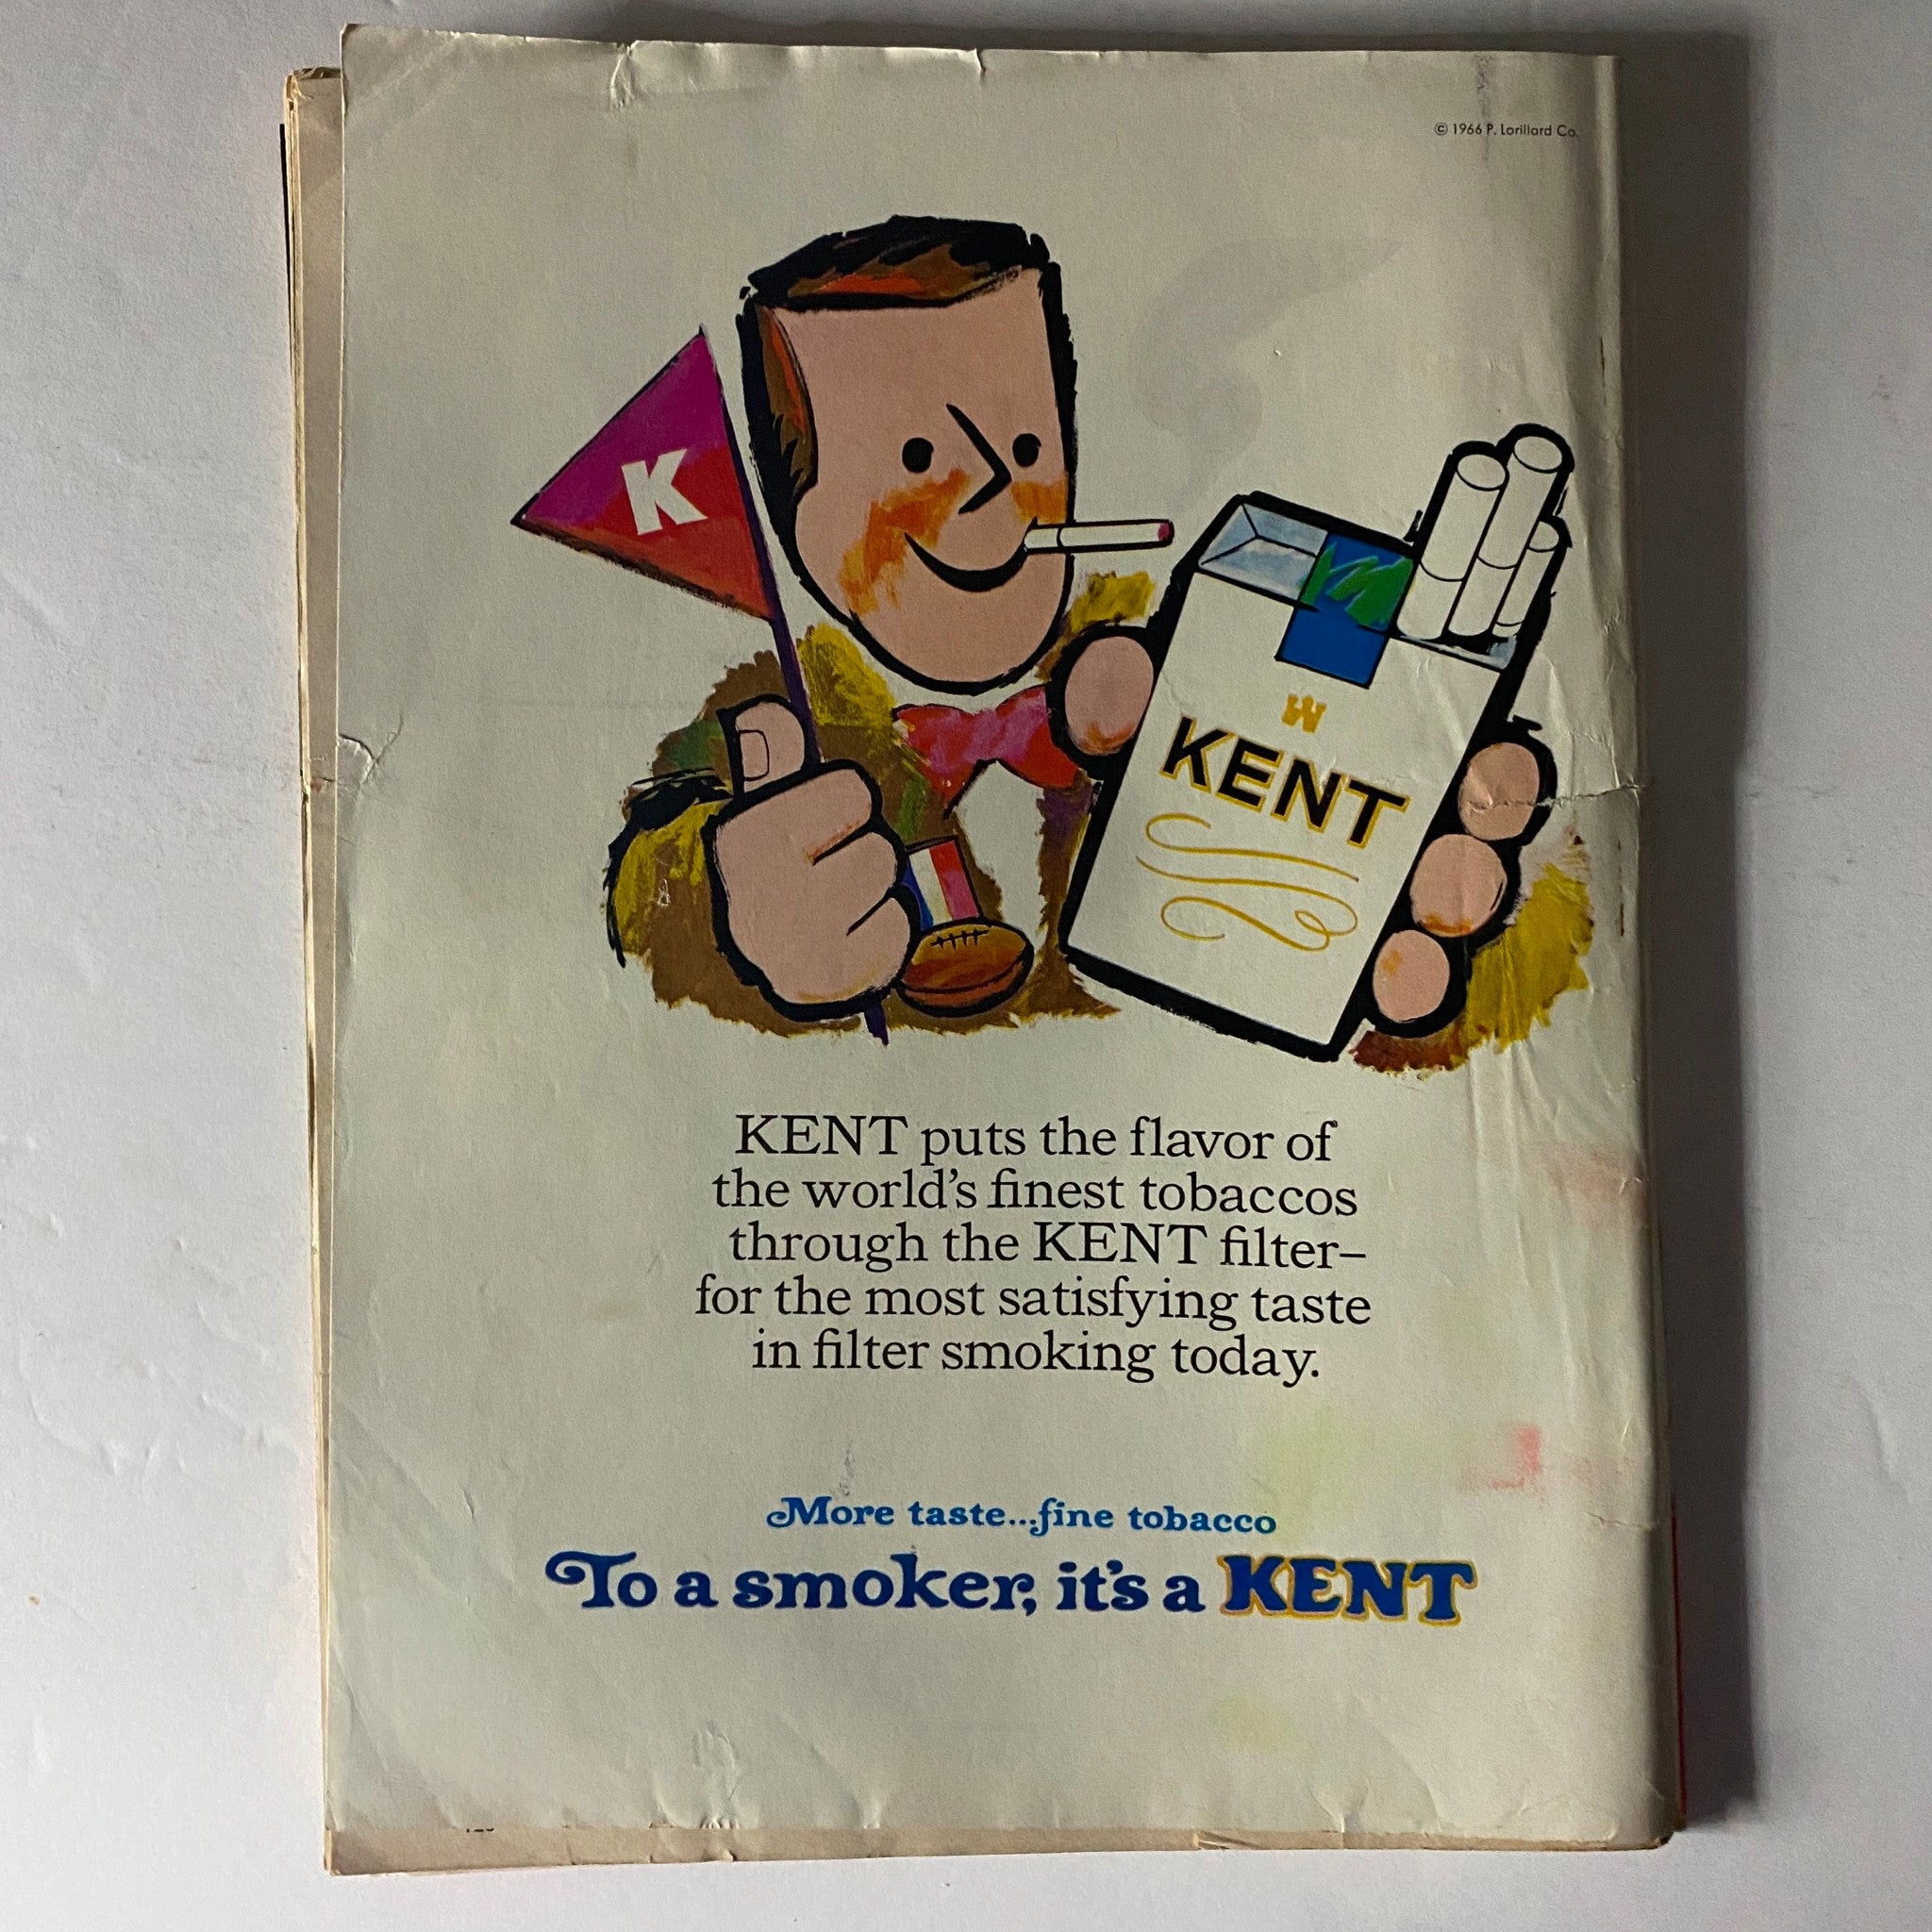 © 1966 P. Lorillard Co.
K
KENT
KENT puts the flavor of
the world's finest tobaccos
through the KENT filter–
for the most satisfying taste
in filter smoking today.
More taste...fine tobacco
To a smoker, it's a KENT